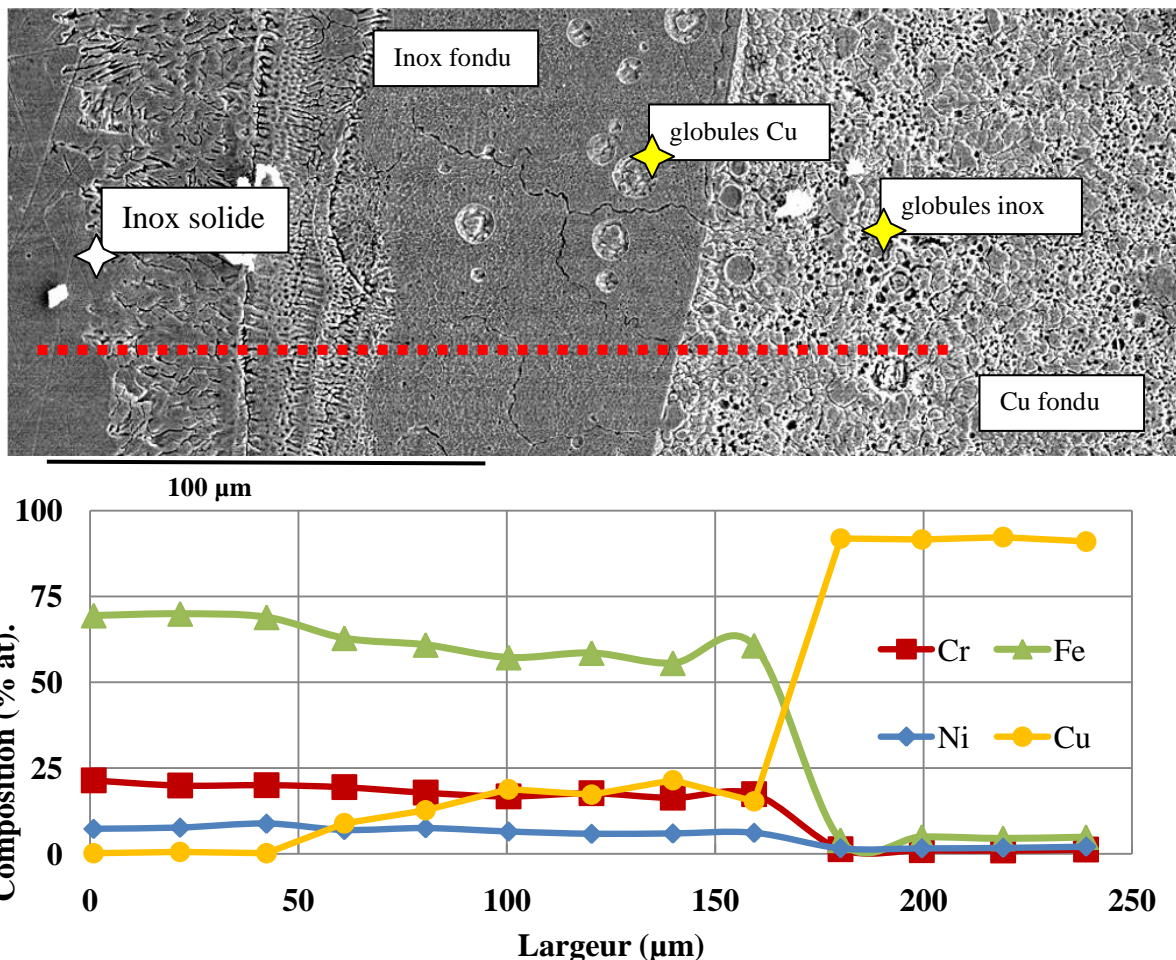 Inox fondu
globules Cu
Inox solide
globules inox
Cu fondu
100 µm
100
75
50
25
0
Composition (% at).
Cr
Fe
Ni
Cu
0
50
100
150
200
250
Largeur (µm)